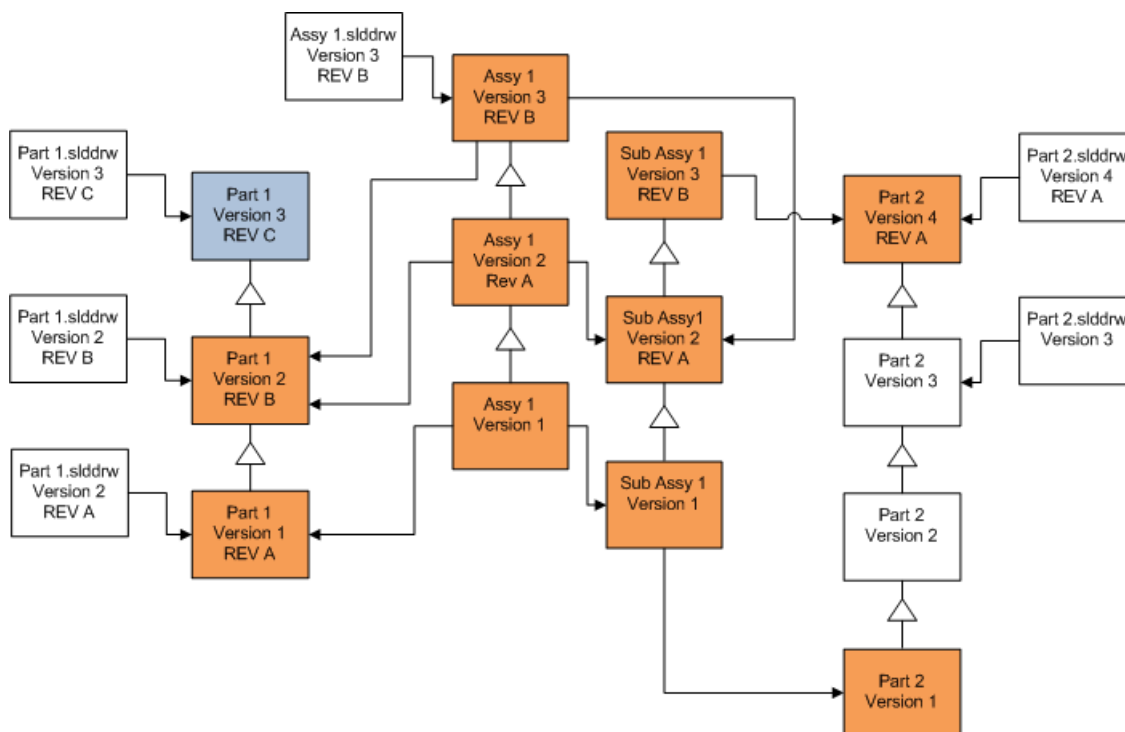 Assy 1.slddrw
Version 3
REV B
Assy 1
Version 3
REV B
Part 1.slddrw
Version 3
REV C
Part 1
Version 3
REV C
Sub Assy 1
Version 3
REV B
Part 2
Version 4
REV A
Part 2.slddrw
Version 4
REV A
Assy 1
Version 2
Rev A
Part 1.slddrw
Version 2
REV B
Part 1
Version 2
REV B
Sub Assy1
Version 2
REV A
Part 2
Version 3
Part 2.slddrw
Version 3
Assy 1
Version 1
Part 1.slddrw
Version 2
REV A
Part 1
Version 1
REV A
Sub Assy 1
Version 1
Part 2
Version 2
Part 2
Version 1